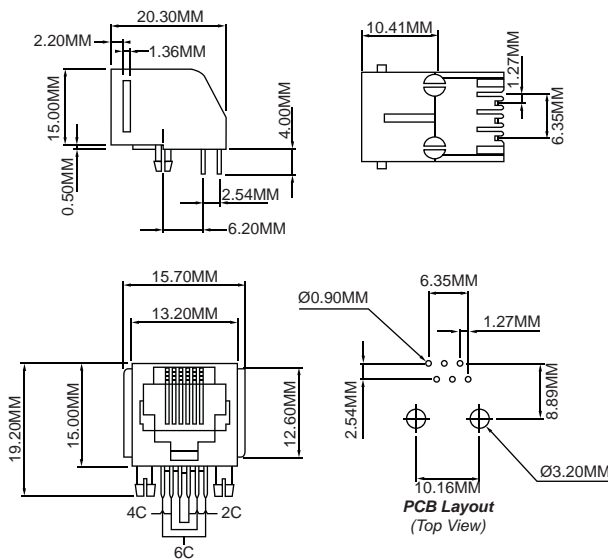 20.30MM
2.20MM
1.36MM
15.00MM
0.50MM
4.00MM
2.54MM
6.20MM
10.41MM
1.27MM
6.35MM
15.70MM
13.20MM
19.20MM
15.00MM
12.60MM
4C
2C
6C
6.35MM
Ø0.90MM
1.27MM
2.54MM
8.89MM
Ø3.20MM
10.16MM
PCB Layout
(Top View)